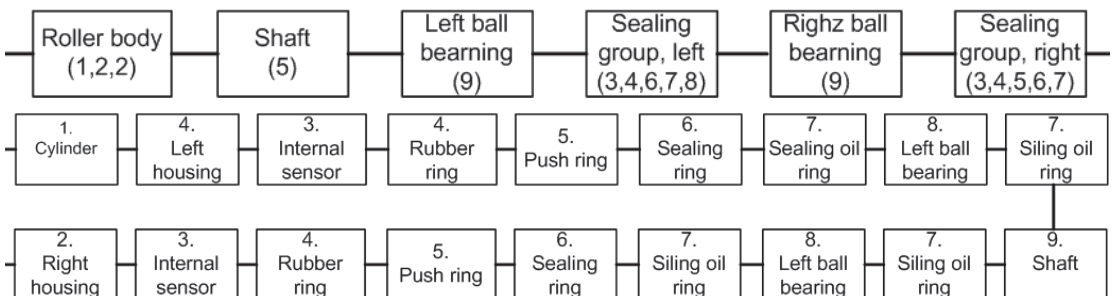 Roller body
(1,2,2)
Shaft
(5)
Left ball
bearning
(9)
Sealing
group, left
(3,4,6,7,8)
Righz ball
bearning
(9)
Sealing
group, right
(3,4,5,6,7)
1.
Cylinder
4.
Left
housing
3.
Internal
sensor
4.
Rubber
ring
5.
Push ring
6.
Sealing
ring
7.
Sealing oil
ring
8.
Left ball
bearing
7.
Siling oil
ring
2.
Right
housing
3.
Internal
sensor
4.
Rubber
ring
5.
Push ring
6.
Sealing
ring
7.
Siling oil
ring
8.
Left ball
bearing
7.
Siling oil
ring
9.
Shaft